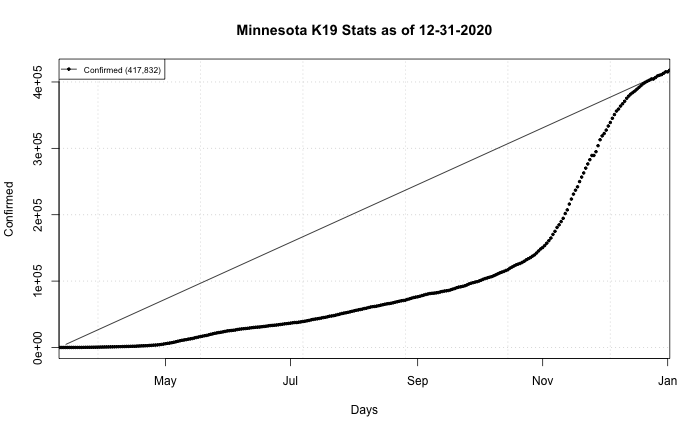 Minnesota K19 Stats as of 12-31-2020
Confirmed (417,832)
4e+05
3e+05
2e+05
1e+05
0e+00
Confirmed
May Jul Sep Nov Jan
Days